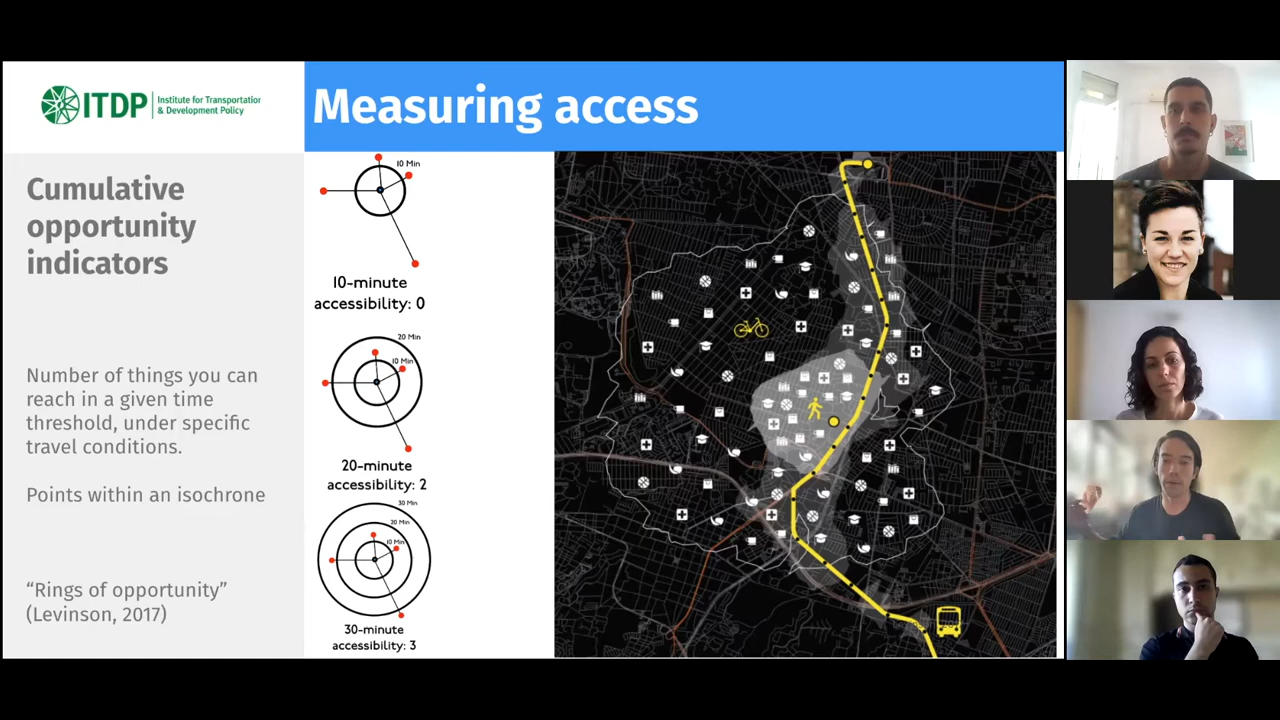 ITDP
Institute for Transportation
& Development Policy
Measuring access
Cumulative
opportunity
indicators
Number of things you can
reach in a given time
threshold, under specific
travel conditions.
Points within an isochrone
“Rings of opportunity”
(Levinson, 2017)
10 Min
10-minute
accessibility: 0
20 Min
10 Min
20-minute
accessibility: 2
30 Min
20 Min
10 Min
30-minute
accessibility: 3